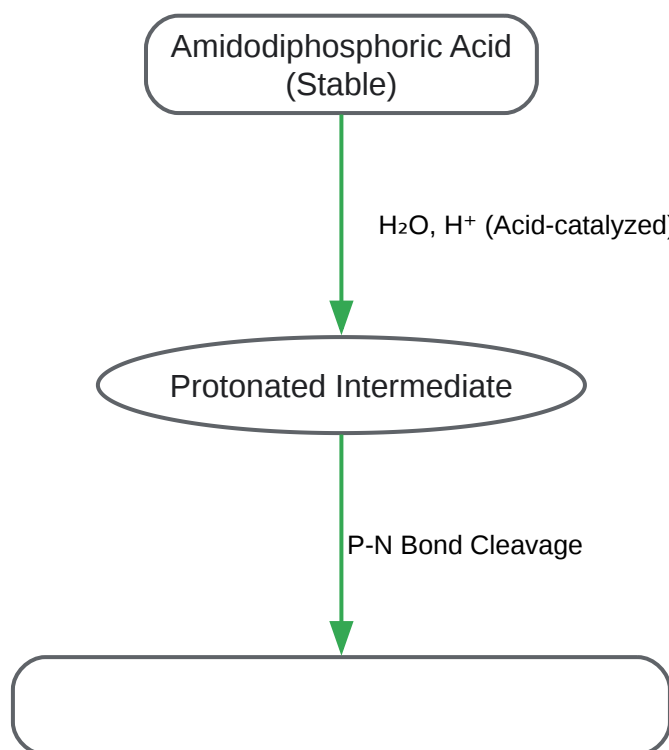 Amidodiphosphoric Acid
(Stable)
H₂O, H⁺ (Acid-catalyzed)
Protonated Intermediate
P-N Bond Cleavage